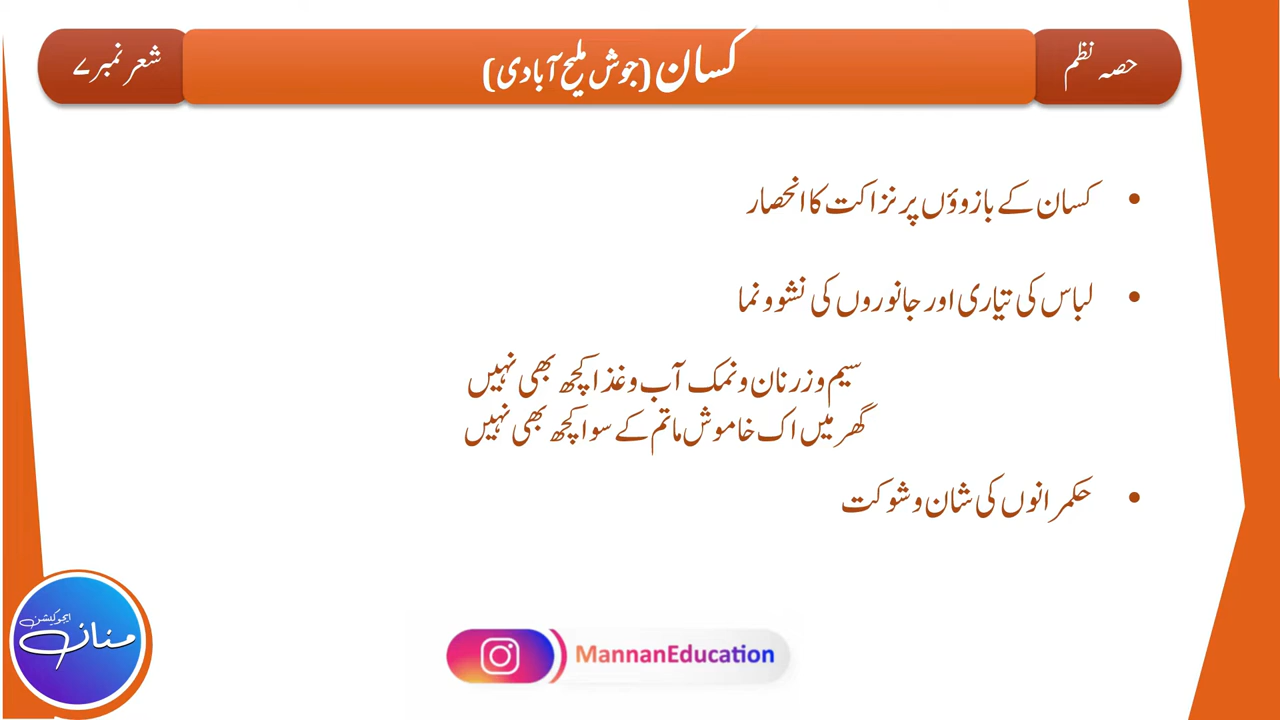 حصہ نظم
کسان (جوش ملیح آبادی)
شعر نمبر ۷
• کسان کے بازوؤں پر نزاکت کا انحصار
• لباس کی تیاری اور جانوروں کی نشوونما
سیم و زر نان و نمک آب و غذا کچھ بھی نہیں
گھر میں اک خاموش ماتم کے سوا کچھ بھی نہیں
• حکمرانوں کی شان و شوکت
منان ایجوکیشن
MannanEducation